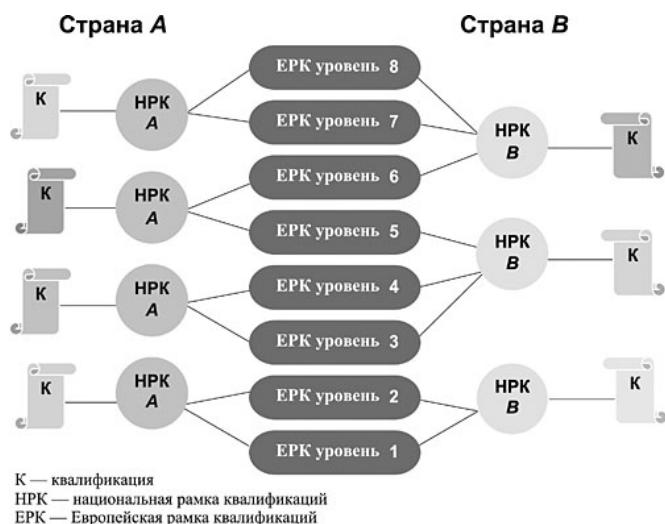 Страна A
Страна B
ЕРК уровень 8
К
НРК
A
ЕРК уровень 7
НРК
B
К
ЕРК уровень 6
К
НРК
A
ЕРК уровень 5
НРК
B
К
К
НРК
A
ЕРК уровень 4
ЕРК уровень 3
К
НРК
A
ЕРК уровень 2
НРК
B
К
ЕРК уровень 1
К — квалификация
НРК — национальная рамка квалификаций
ЕРК — Европейская рамка квалификаций